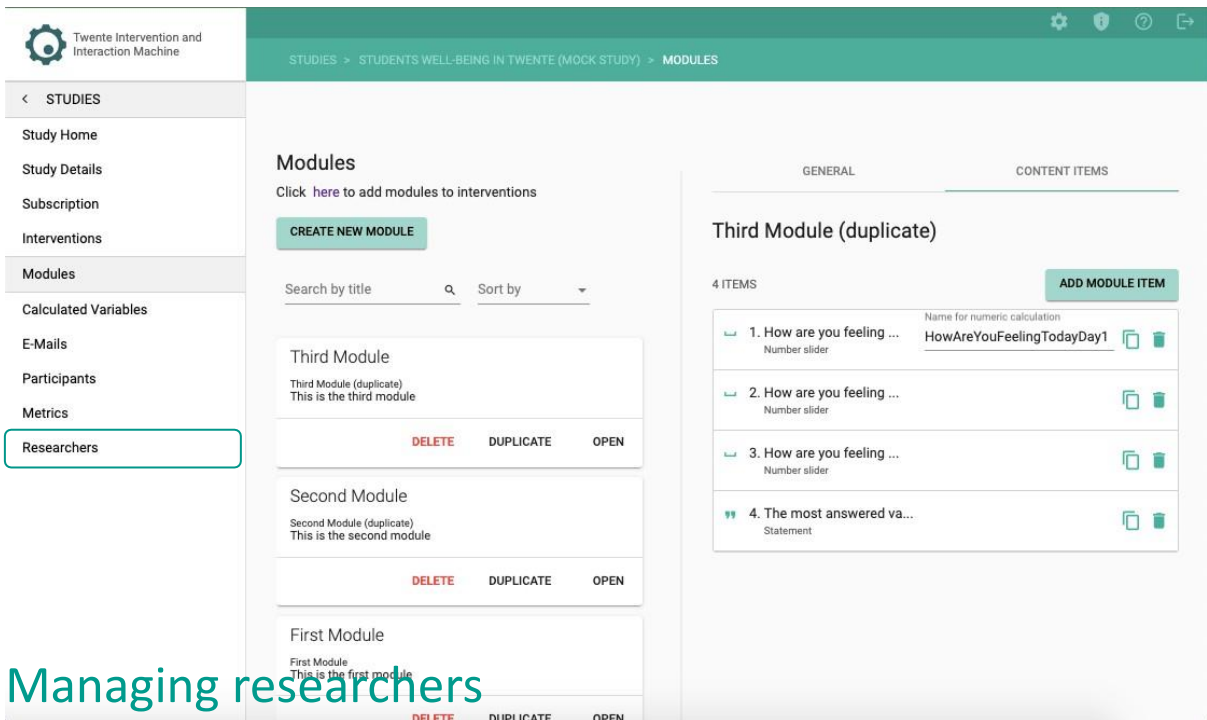 Twente Intervention and
Interaction Machine
STUDIES > STUDENTS WELL-BEING IN TWENTE (MOCK STUDY) > MODULES
< STUDIES
Study Home
Study Details
Subscription
Interventions
Modules
Calculated Variables
E-Mails
Participants
Metrics
Researchers
Modules
Click here to add modules to interventions
CREATE NEW MODULE
Search by title
Sort by
Third Module
Third Module (duplicate)
This is the third module
DELETE DUPLICATE OPEN
Second Module
Second Module (duplicate)
This is the second module
DELETE DUPLICATE OPEN
First Module
First Module
This is the first module
DELETE DUPLICATE OPEN
GENERAL CONTENT ITEMS
Third Module (duplicate)
4 ITEMS
ADD MODULE ITEM
1. How are you feeling ...
Number slider
Name for numeric calculation
HowAreYouFeelingTodayDay1
2. How are you feeling ...
Number slider
3. How are you feeling ...
Number slider
4. The most answered va...
Statement
Managing researchers